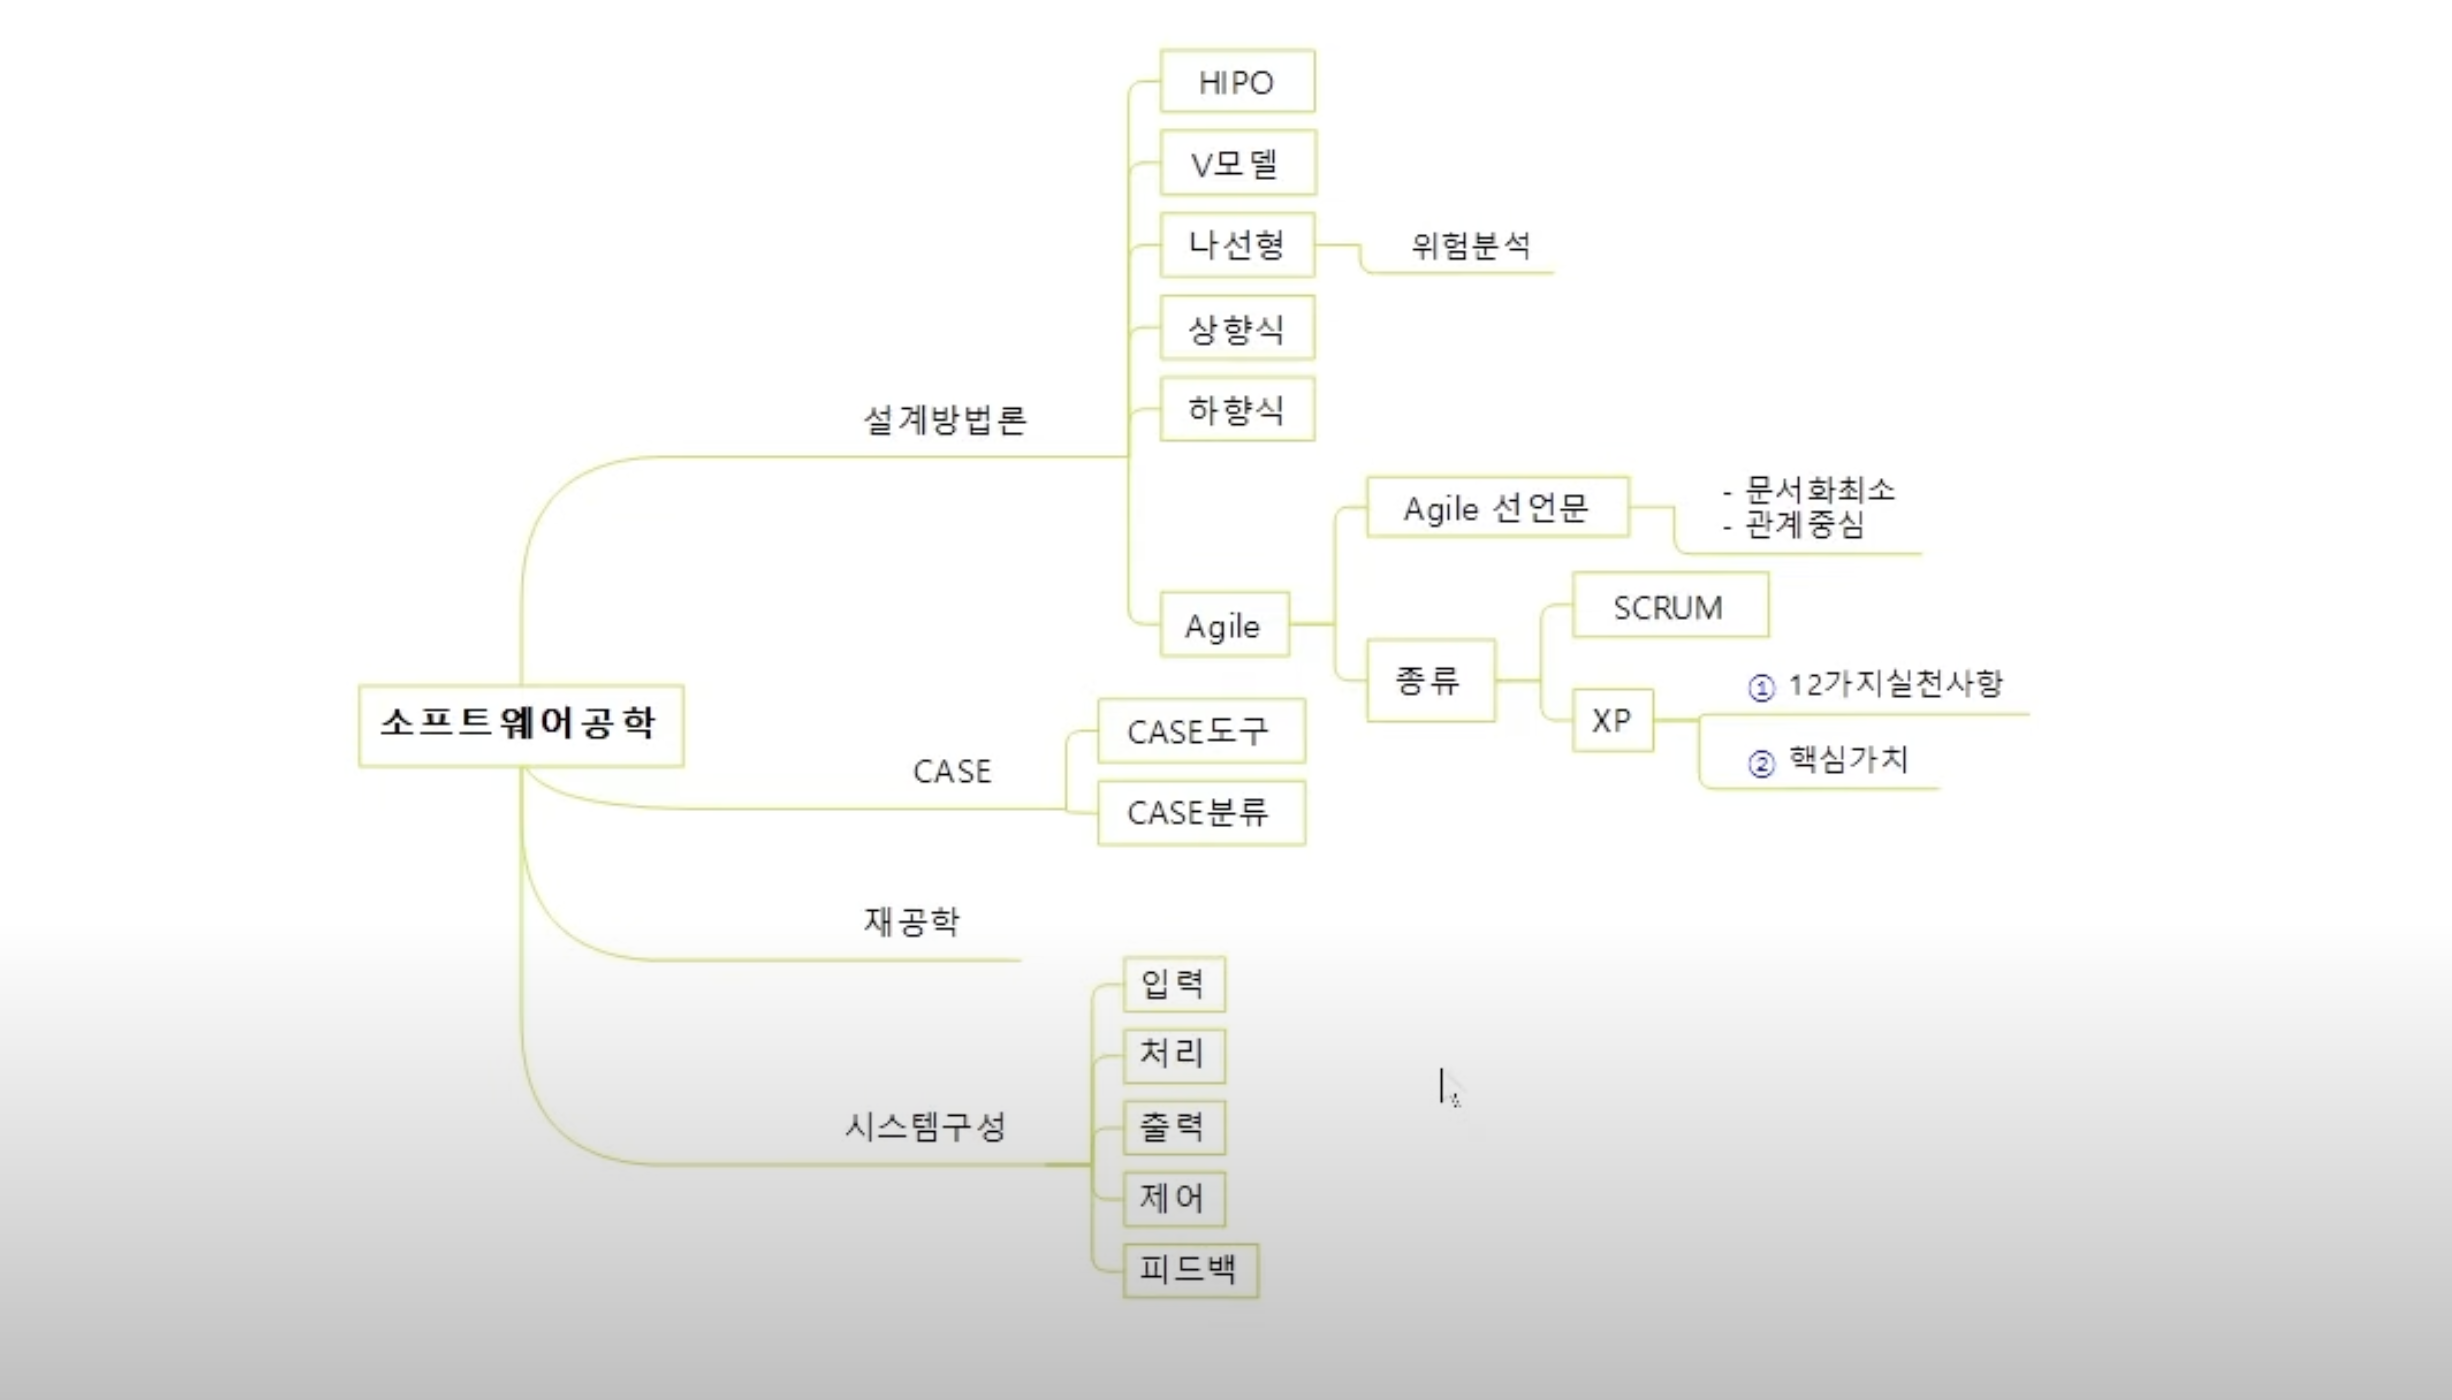 HIPO
V모델
나선형
위험분석
상향식
하향식
설계방법론
Agile 선언문
- 문서화최소
- 관계중심
Agile
종류
SCRUM
XP
① 12가지실천사항
② 핵심가치
소프트웨어공학
CASE
CASE도구
CASE분류
재공학
시스템구성
입력
처리
출력
제어
피드백